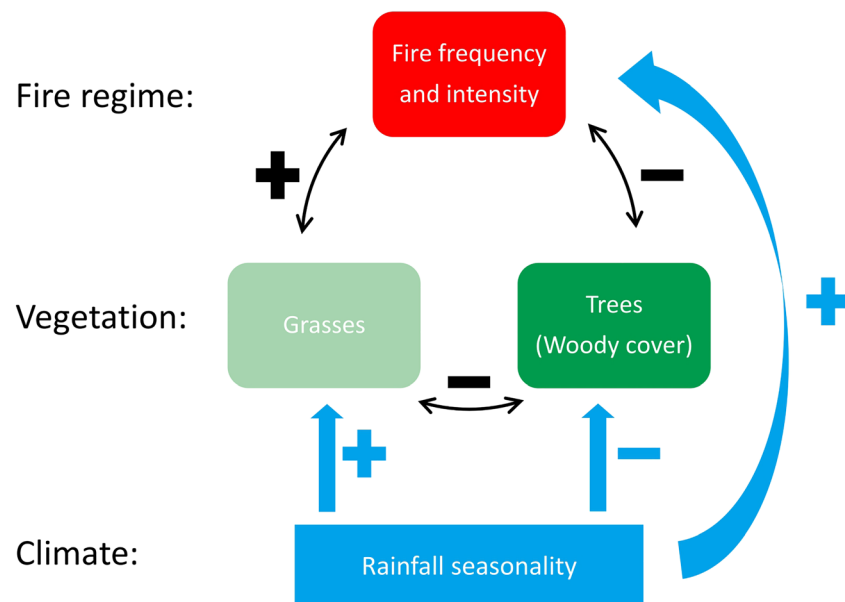 Fire frequency
and intensity
Fire regime:
+
−
Vegetation:
Grasses
Trees
(Woody cover)
+
−
+
−
Climate:
Rainfall seasonality